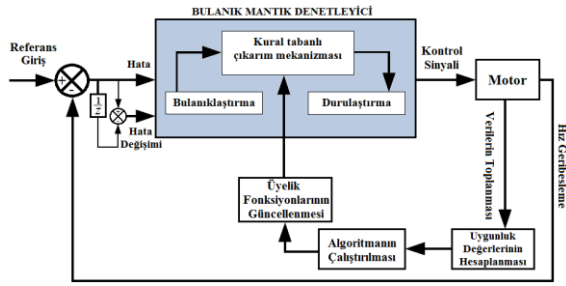 BULANIK MANTIK DENETLEYİCİ
Referans
Giriş
+
-
Hata
1
z
Hata
Değişimi
Kural tabanlı
çıkarım mekanizması
Bulanıklaştırma
Durulaştırma
Kontrol
Sinyali
Motor
Verilerin Toplanması
Hız Geribesleme
Üyelik
Fonksiyonlarının
Güncellenmesi
Algoritmanın
Çalıştırılması
Uygunluk
Değerlerinin
Hesaplanması